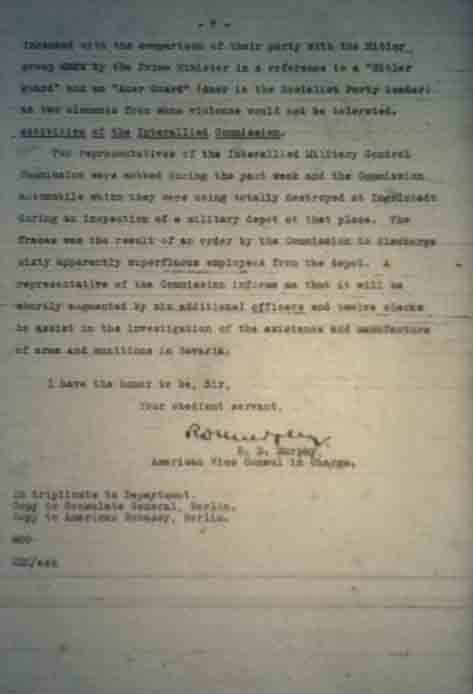 incensed with the comparison of their party with the Hitler
group made by the Prime Minister in a reference to a "Hitler
Guard" and an "Auer Guard" (Auer is the Socialist Party leader)
as two elements from whom violence would not be tolerated.
Activities of the Interallied Commission.
Two representatives of the Interallied Military Control
Commission were mobbed during the past week and the Commission
automobile which they were using totally destroyed at Ingolstadt
during an inspection of a military depot at that place. The
fracas was the result of an order by the Commission to discharge
sixty apparently superfluous employees from the depot. A
representative of the Commission informs me that it will be
shortly augmented by six additional officers and twelve
to assist in the investigation of the existence and manufacture
of arms and munitions in Bavaria.
I have the honor to be, Sir,
Your obedient servant,
R. D. Murphy,
American Vice Consul in Charge.
In triplicate to Department.
Copy to Consulate General, Berlin.
Copy to American Embassy, Berlin.